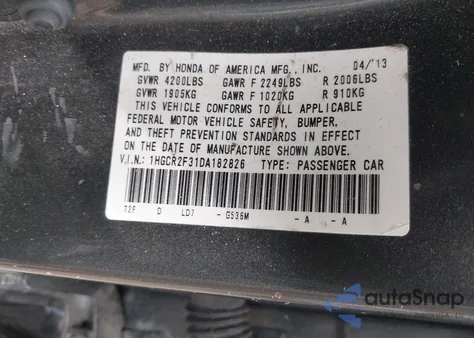 MFD. BY HONDA OF AMERICA MFG., INC. 04/13
GVWR 4200LBS GAWR F 2249LBS R 2006LBS
GVWR 1905KG GAWR F 1020KG R 910KG
THIS VEHICLE CONFORMS TO ALL APPLICABLE
FEDERAL MOTOR VEHICLE SAFETY, BUMPER,
AND THEFT PREVENTION STANDARDS IN EFFECT
ON THE DATE OF MANUFACTURE SHOWN ABOVE.
V.I.N.: 1HGCR2F31DA182826 TYPE: PASSENGER CAR
T2F D LD7 - G536M - A - A
autoSnap